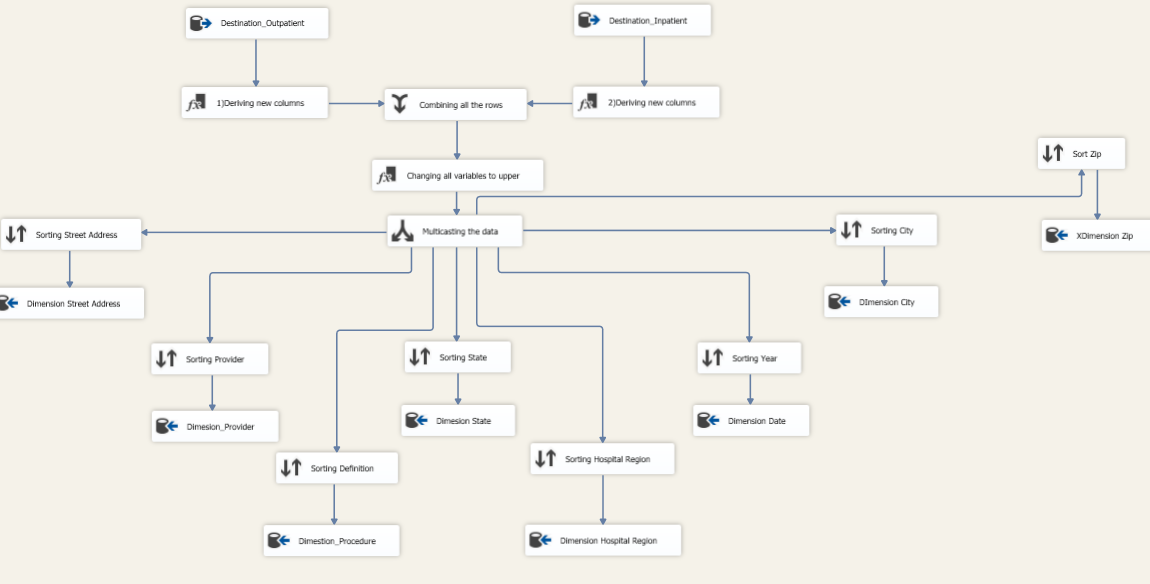 Destination_Outpatient
Destination_Inpatient
1)Deriving new columns
Combining all the rows
2)Deriving new columns
Changing all variables to upper
Sort Zip
Sorting Street Address
Multicasting the data
Sorting City
XDimension Zip
Dimension Street Address
DImension City
Sorting Provider
Sorting State
Sorting Year
Dimesion_Provider
Dimesion State
Dimension Date
Sorting Definition
Sorting Hospital Region
Dimestion_Procedure
Dimension Hospital Region